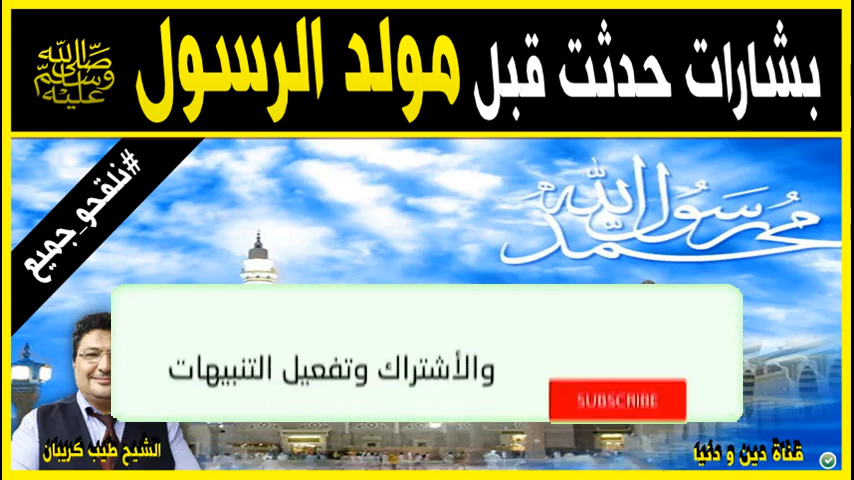 بشارات حدثت قبل مولد الرسول ﷺ
#نلقحو_جميع
محمد رسول الله
والأشتراك وتفعيل التنبيهات
SUBSCRIBE
الشيخ طيب كريبان
قناة دين و دنيا